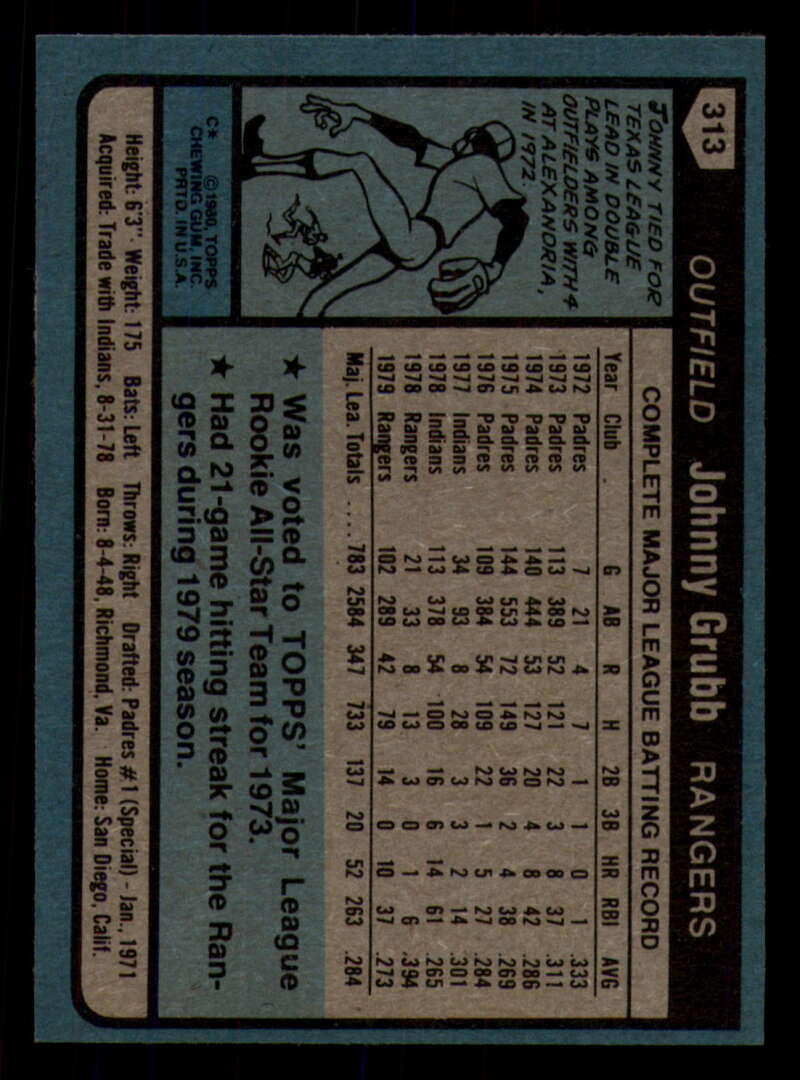 313
OUTFIELD Johnny Grubb RANGERS
JOHNNY TIED FOR
TEXAS LEAGUE
LEAD IN DOUBLE
PLAYS AMONG
OUTFIELDERS WITH 4
AT ALEXANDRIA,
IN 1972.
C* © 1980, TOPPS
CHEWING GUM, INC.
PRTD. IN U.S.A.
COMPLETE MAJOR LEAGUE BATTING RECORD
Year Club G AB R H 2B 3B HR RBI AVG
1972 Padres 7 21 4 7 1 1 0 1 .333
1973 Padres 113 389 52 121 22 3 8 37 .311
1974 Padres 140 444 53 127 20 4 8 42 .286
1975 Padres 144 553 72 149 36 2 4 38 .269
1976 Padres 109 384 54 109 22 1 5 27 .284
1977 Indians 34 93 8 28 3 3 2 14 .301
1978 Indians 113 378 54 100 16 6 14 61 .265
1978 Rangers 21 33 8 13 3 0 1 6 .394
1979 Rangers 102 289 42 79 14 0 10 37 .273
Maj. Lea. Totals .... 783 2584 347 733 137 20 52 263 .284
★ Was voted to TOPPS' Major League
Rookie All-Star Team for 1973.
★ Had 21-game hitting streak for the Ran-
gers during 1979 season.
Height: 6'3" Weight: 175 Bats: Left Throws: Right Drafted: Padres #1 (Special) - Jan., 1971
Acquired: Trade with Indians, 8-31-78 Born: 8-4-48, Richmond, Va. Home: San Diego, Calif.